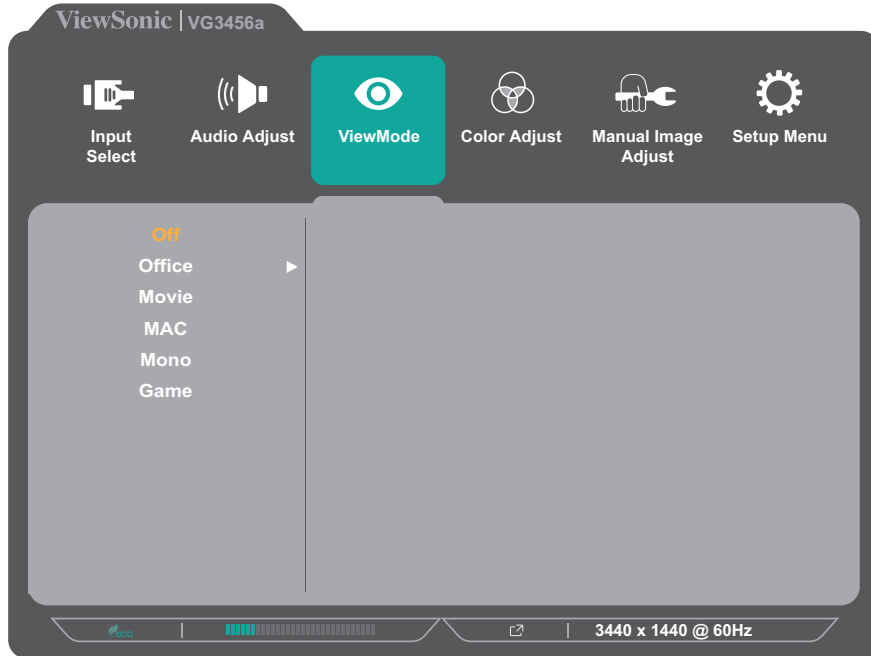 ViewSonic | VG3456a
Input
Select
Audio Adjust
ViewMode
Color Adjust
Manual Image
Adjust
Setup Menu
Off
Office
Movie
MAC
Mono
Game
eco
3440 x 1440 @ 60Hz